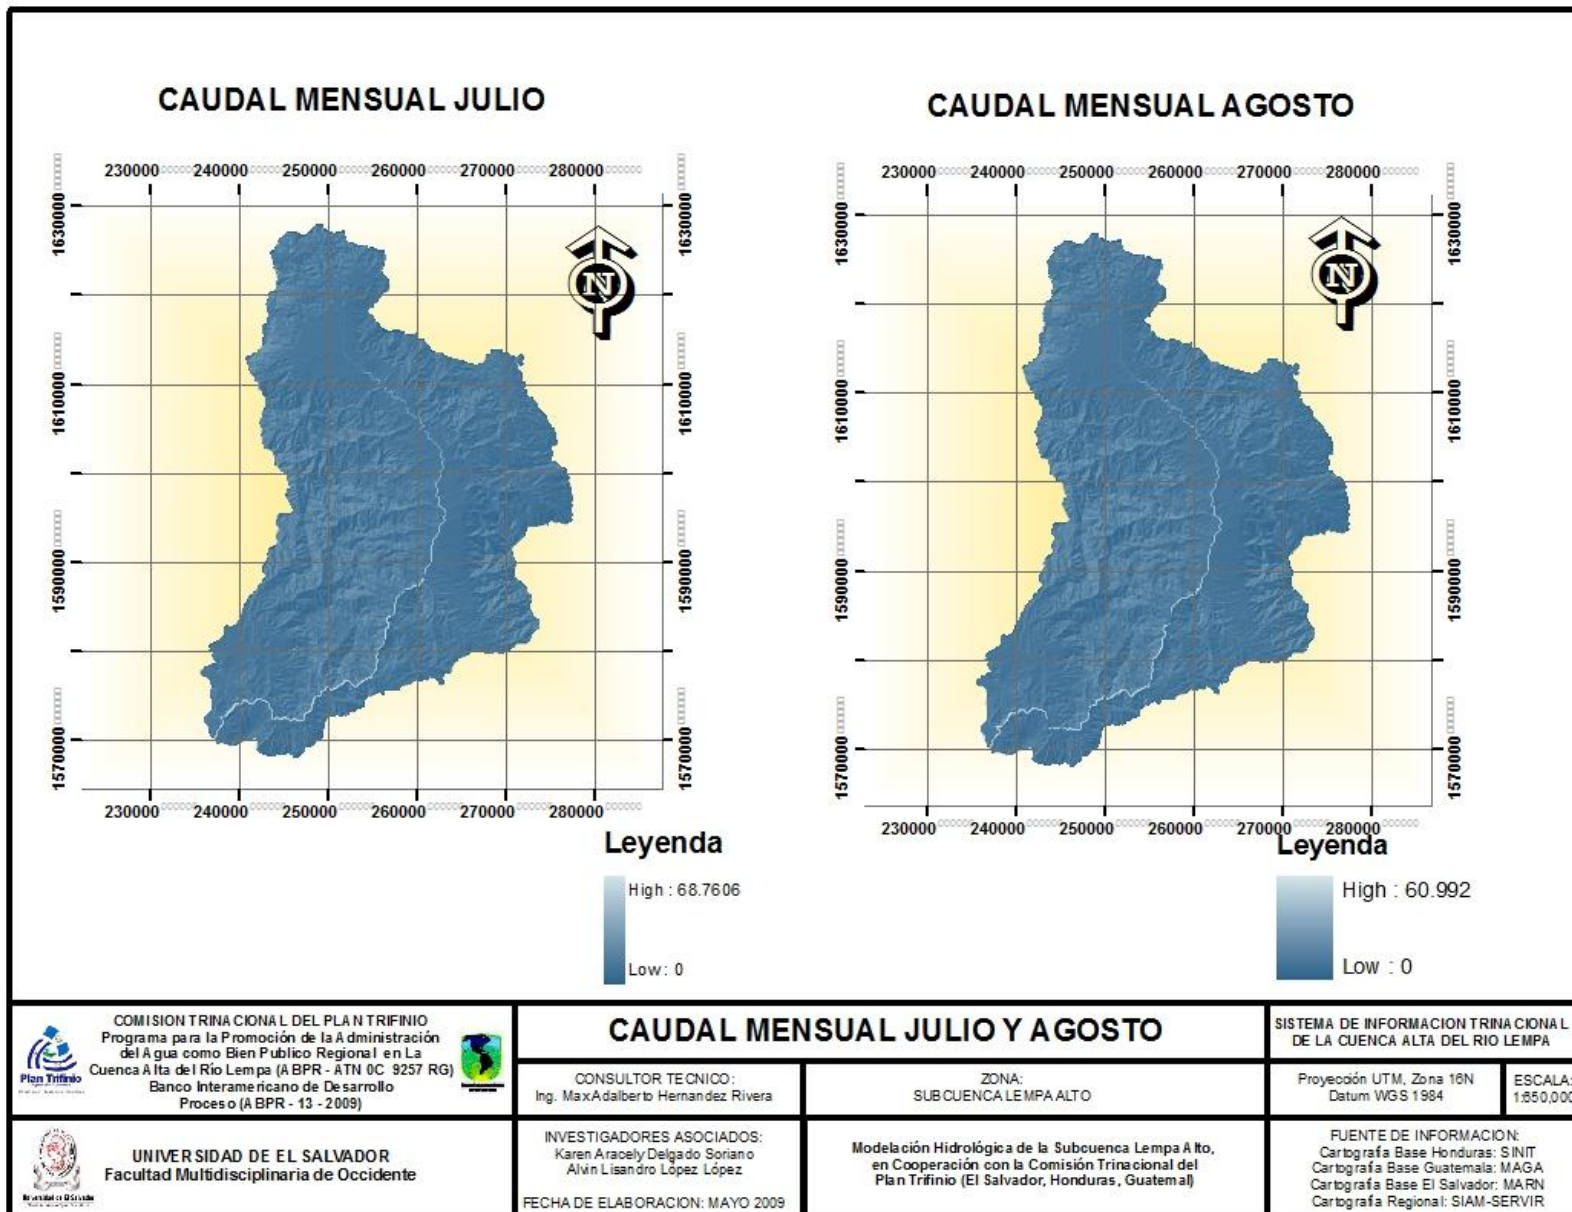 CAUDAL MENSUAL JULIO
230000 240000 250000 260000 270000 280000
1630000
1610000
1590000
1570000
N
1630000
1610000
1590000
1570000
230000 240000 250000 260000 270000 280000
Leyenda
High : 68.7606
Low : 0
CAUDAL MENSUAL AGOSTO
230000 240000 250000 260000 270000 280000
1630000
1610000
1590000
1570000
N
1630000
1610000
1590000
1570000
230000 240000 250000 260000 270000 280000
Leyenda
High : 60.992
Low : 0
Plan Trifinio
COMISION TRINACIONAL DEL PLAN TRIFINIO
Programa para la Promoción de la Administración
del Agua como Bien Publico Regional en La
Cuenca Alta del Río Lempa (ABPR - ATN OC 9257 RG)
Banco Interamericano de Desarrollo
Proceso (ABPR - 13 - 2009)
CAUDAL MENSUAL JULIO Y AGOSTO
SISTEMA DE INFORMACION TRINACIONAL
DE LA CUENCA ALTA DEL RIO LEMPA
CONSULTOR TECNICO:
Ing. MaxAdalberto Hernandez Rivera
ZONA:
SUBCUENCA LEMPA ALTO
Proyección UTM, Zona 16N
Datum WGS 1984
ESCALA:
1:650,000
Universidad de El Salvador
UNIVERSIDAD DE EL SALVADOR
Facultad Multidisciplinaria de Occidente
INVESTIGADORES ASOCIADOS:
Karen Aracely Delgado Soriano
Alvin Lisandro López López
FECHA DE ELABORACION: MAYO 2009
Modelación Hidrológica de la Subcuenca Lempa Alto,
en Cooperación con la Comisión Trinacional del
Plan Trifinio (El Salvador, Honduras, Guatemal)
FUENTE DE INFORMACION:
Cartografía Base Honduras: SINIT
Cartografía Base Guatemala: MAGA
Cartografía Base El Salvador: MARN
Cartografía Regional: SIAM-SERVIR